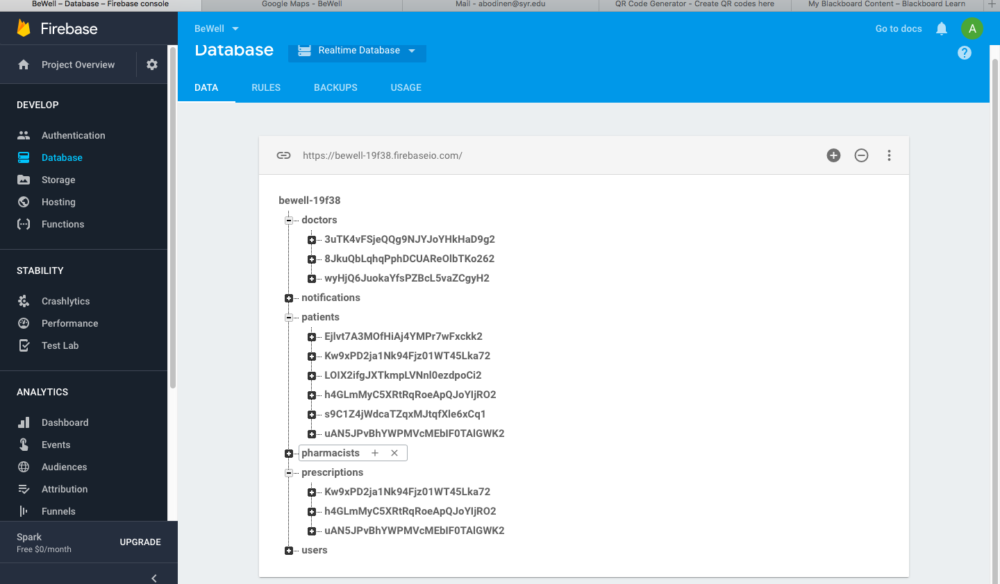 BeWell – Database – Firebase console
Google Maps - BeWell
Mail - abodinen@syr.edu
QR Code Generator - Create QR codes here
My Blackboard Content – Blackboard Learn
Firebase
BeWell
Go to docs
A
Project Overview
Database
Realtime Database
?
DATA
RULES
BACKUPS
USAGE
DEVELOP
Authentication
Database
Storage
Hosting
Functions
STABILITY
Crashlytics
Performance
Test Lab
ANALYTICS
Dashboard
Events
Audiences
Attribution
Funnels
Spark
Free $0/month
UPGRADE
https://bewell-19f38.firebaseio.com/
bewell-19f38
doctors
3uTK4vFSjeQQg9NJYJoYHkHaD9g2
8JkuQbLqhqPphDCUAReOlbTKo262
wyHjQ6JuokaYfsPZBcL5vaZCgyH2
notifications
patients
Ejlvt7A3MOfHiAj4YMPr7wFxckk2
Kw9xPD2ja1Nk94Fjz01WT45Lka72
LOIX2ifgJXTkmpLVNnl0ezdpoCi2
h4GLmMyC5XRtRqRoeApQJoYIjRO2
s9C1Z4jWdcaTZqxMJtqfXle6xCq1
uAN5JPvBhYWPMVcMEbIF0TAlGWK2
pharmacists
prescriptions
Kw9xPD2ja1Nk94Fjz01WT45Lka72
h4GLmMyC5XRtRqRoeApQJoYIjRO2
uAN5JPvBhYWPMVcMEbIF0TAlGWK2
users